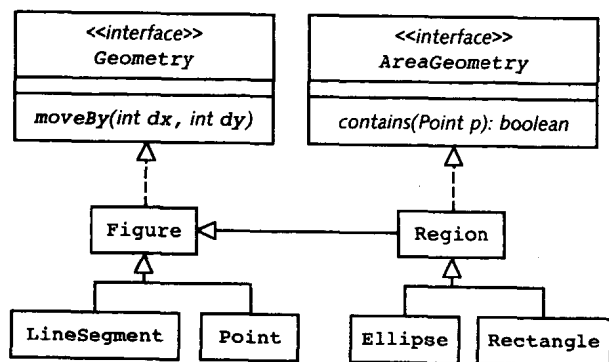 <<interface>>
Geometry
moveBy(int dx, int dy)
<<interface>>
AreaGeometry
contains(Point p): boolean
Figure
Region
LineSegment
Point
Ellipse
Rectangle